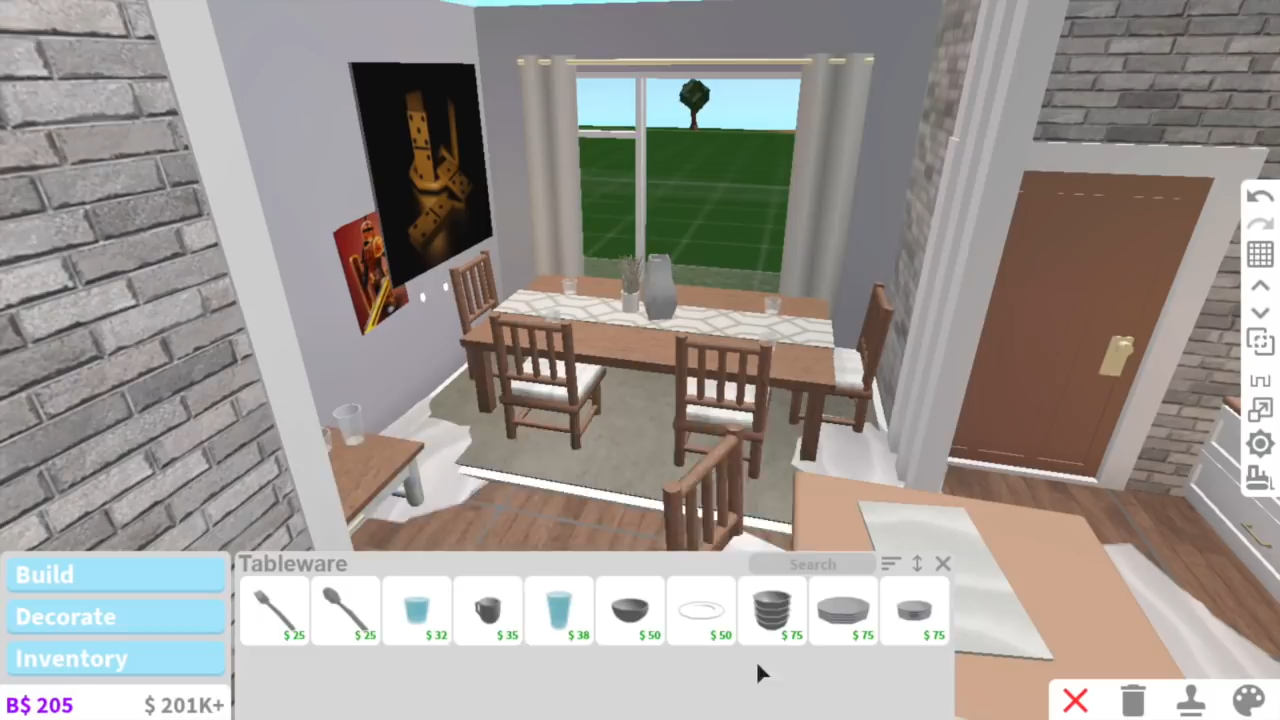 Build
Decorate
Inventory
B$ 205
$ 201K+
Tableware
Search
$ 25
$ 25
$ 32
$ 35
$ 38
$ 50
$ 50
$ 75
$ 75
$ 75